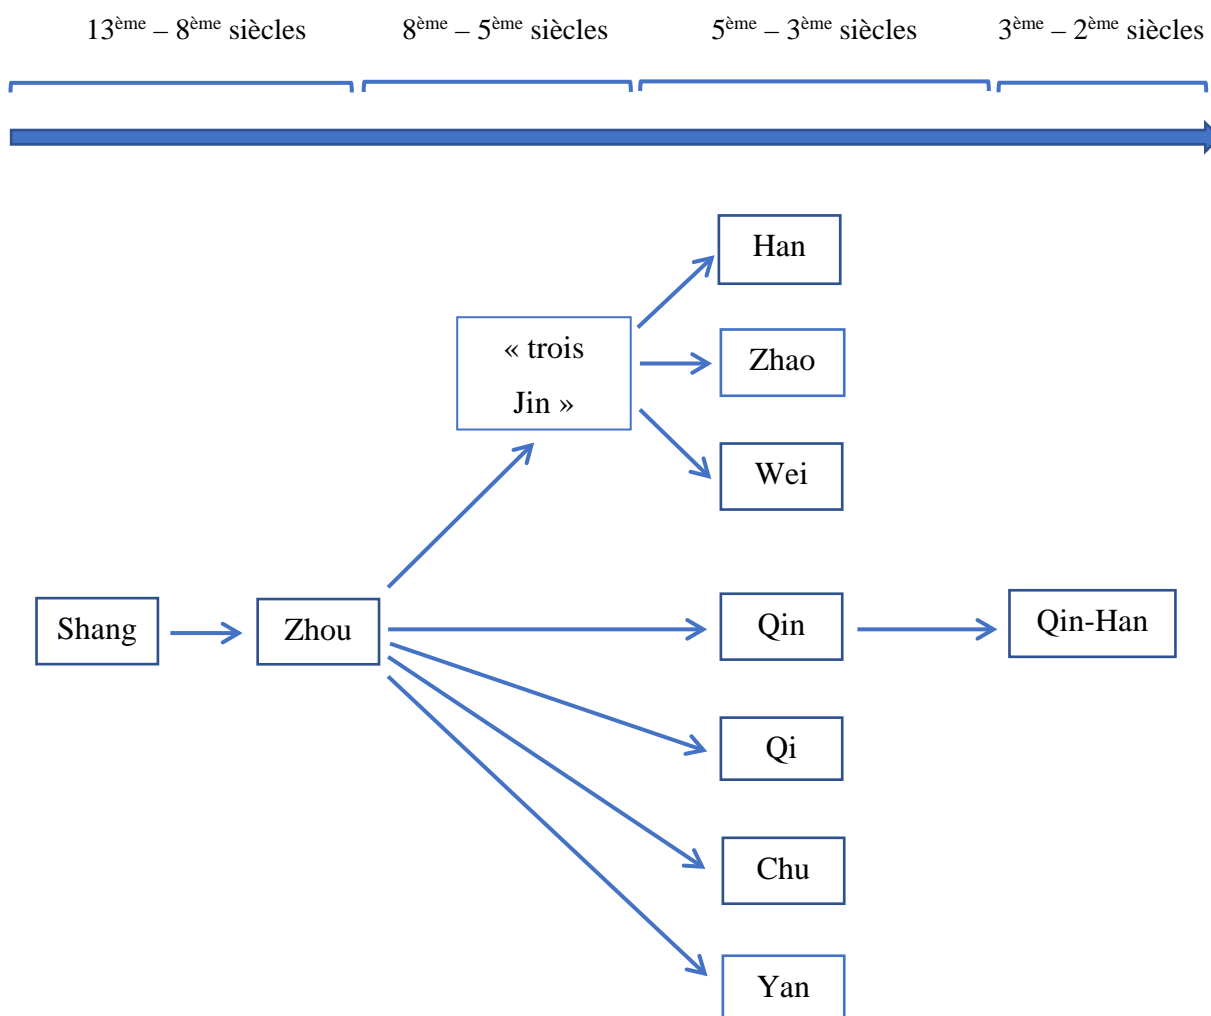 13ème – 8ème siècles
8ème – 5ème siècles
5ème – 3ème siècles
3ème – 2ème siècles
Han
« trois
Jin »
Zhao
Wei
Shang
Zhou
Qin
Qin-Han
Qi
Chu
Yan